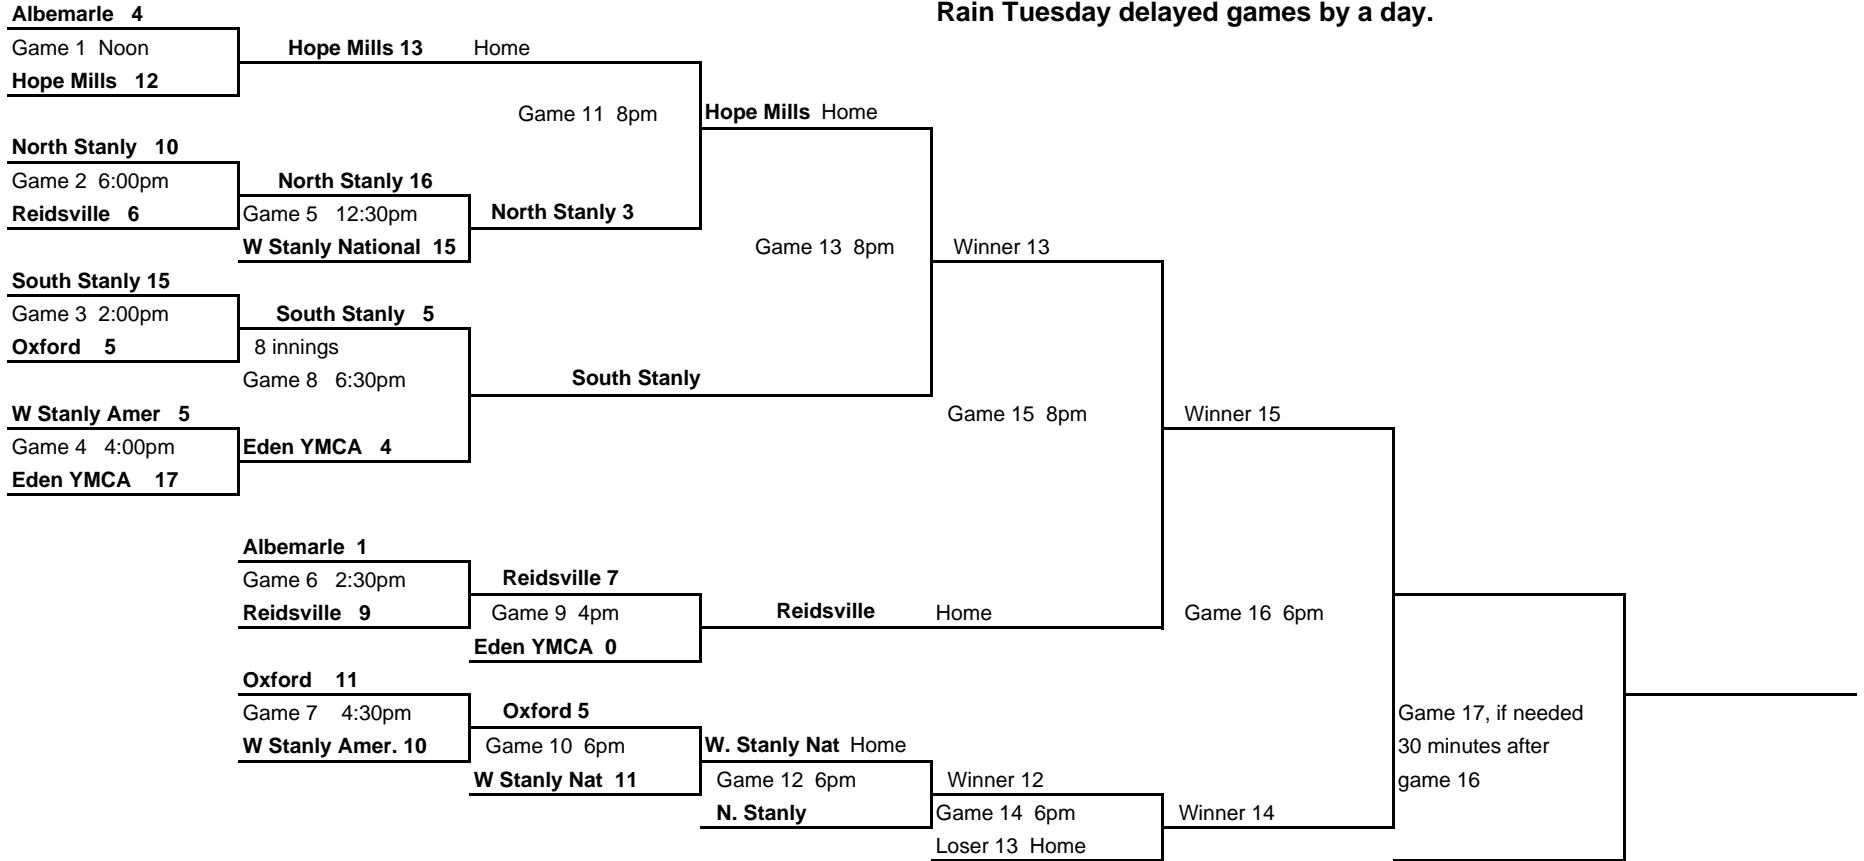 Albemarle 4
Rain Tuesday delayed games by a day.
Game 1 Noon
Hope Mills 13 Home
Hope Mills 12
Game 11 8pm
Hope Mills Home
North Stanly 10
Game 2 6:00pm
North Stanly 16
Reidsville 6
Game 5 12:30pm
North Stanly 3
W Stanly National 15
Game 13 8pm
Winner 13
South Stanly 15
Game 3 2:00pm
South Stanly 5
Oxford 5
8 innings
Game 8 6:30pm
South Stanly
W Stanly Amer 5
Game 15 8pm
Winner 15
Game 4 4:00pm
Eden YMCA 4
Eden YMCA 17
Albemarle 1
Game 6 2:30pm
Reidsville 7
Reidsville 9
Game 9 4pm
Reidsville Home
Game 16 6pm
Eden YMCA 0
Oxford 11
Game 7 4:30pm
Oxford 5
Game 17, if needed
W Stanly Amer. 10
Game 10 6pm
W. Stanly Nat Home
30 minutes after
W Stanly Nat 11
Game 12 6pm
Winner 12
game 16
N. Stanly
Game 14 6pm
Winner 14
Loser 13 Home